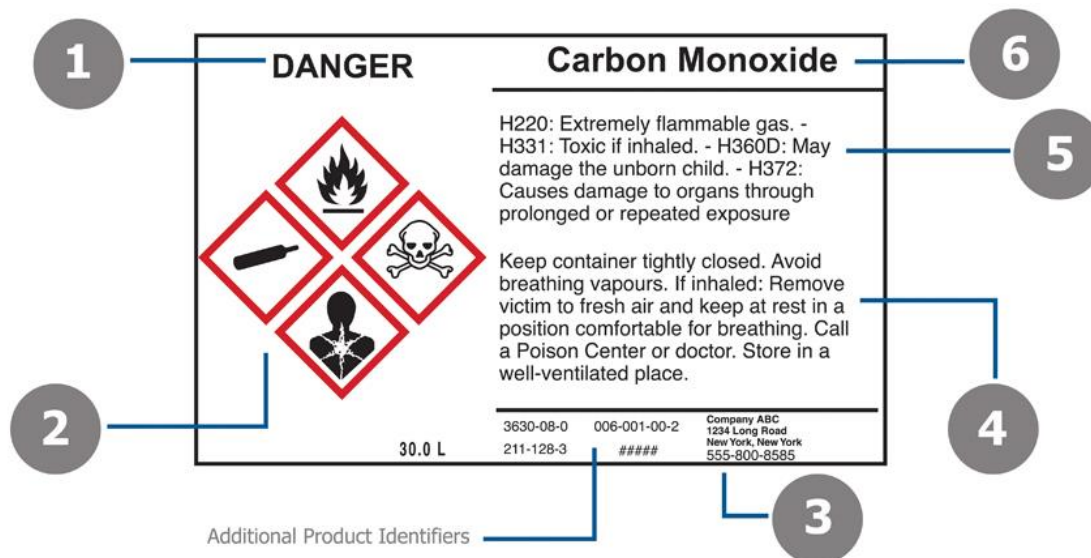 1
DANGER
Carbon Monoxide
6
H220: Extremely flammable gas. -
H331: Toxic if inhaled. - H360D: May
damage the unborn child. - H372:
Causes damage to organs through
prolonged or repeated exposure
5
Keep container tightly closed. Avoid
breathing vapours. If inhaled: Remove
victim to fresh air and keep at rest in a
position comfortable for breathing. Call
a Poison Center or doctor. Store in a
well-ventilated place.
4
2
30.0 L
3630-08-0 006-001-00-2
211-128-3 #####
Company ABC
1234 Long Road
New York, New York
555-800-8585
3
Additional Product Identifiers